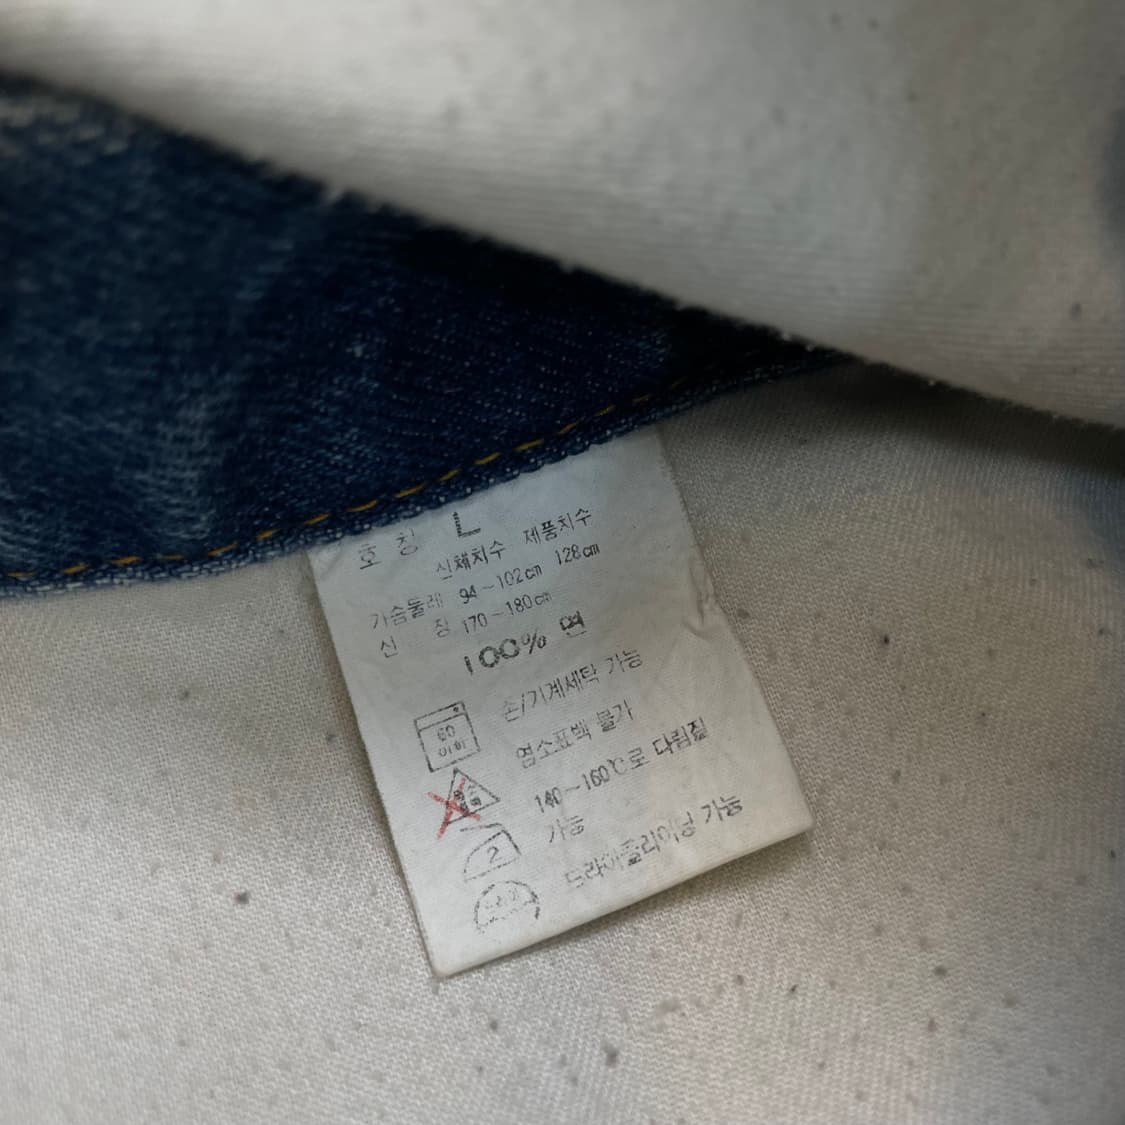 호 칭 L
신체치수 제품치수
가슴둘레 94~102cm 128cm
신 장 170~180cm
100% 면
60
이하
손/기계세탁 가능
염소표백 불가
140~160℃로 다림질
가능
2
드라이클리닝 가능